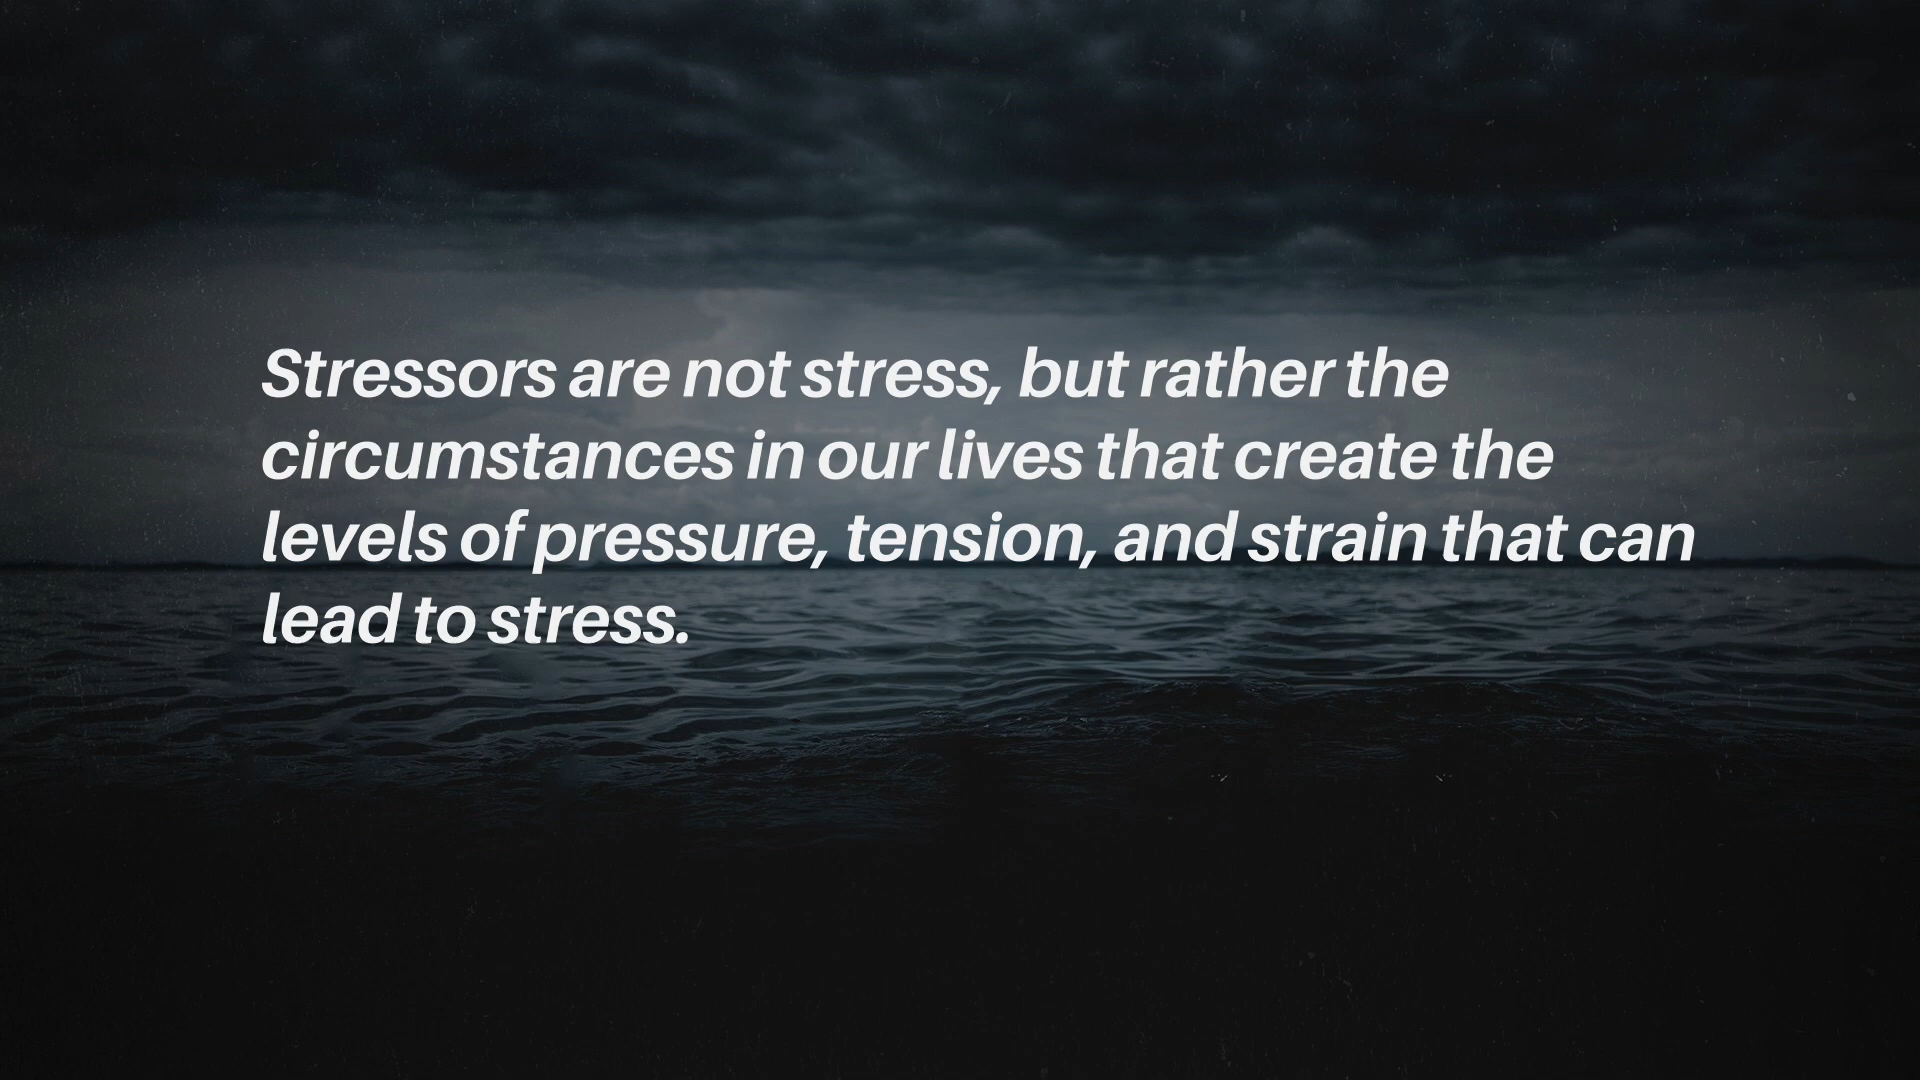 Stressors are not stress, but rather the
circumstances in our lives that create the
levels of pressure, tension, and strain that can
lead to stress.